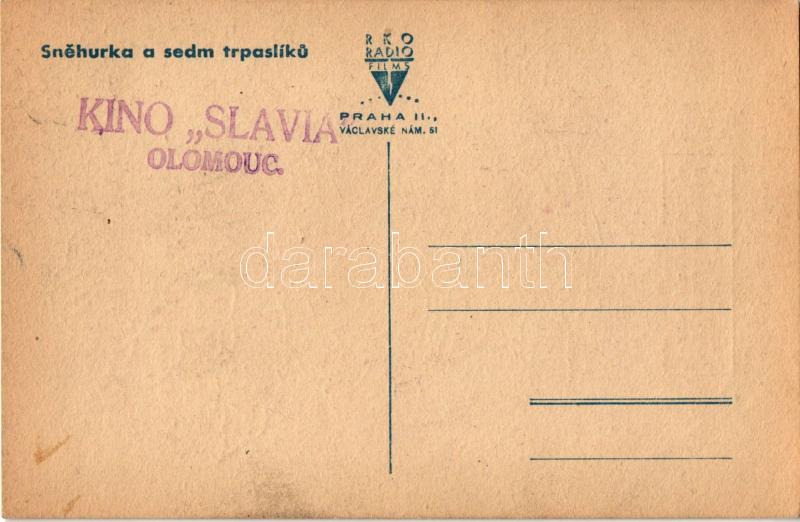 Sněhurka a sedm trpaslíků
RKO
RADIO
FILMS
PRAHA II.,
VÁCLAVSKÉ NÁM. 51
KINO „SLAVIA“
OLOMOUC.
darabanth